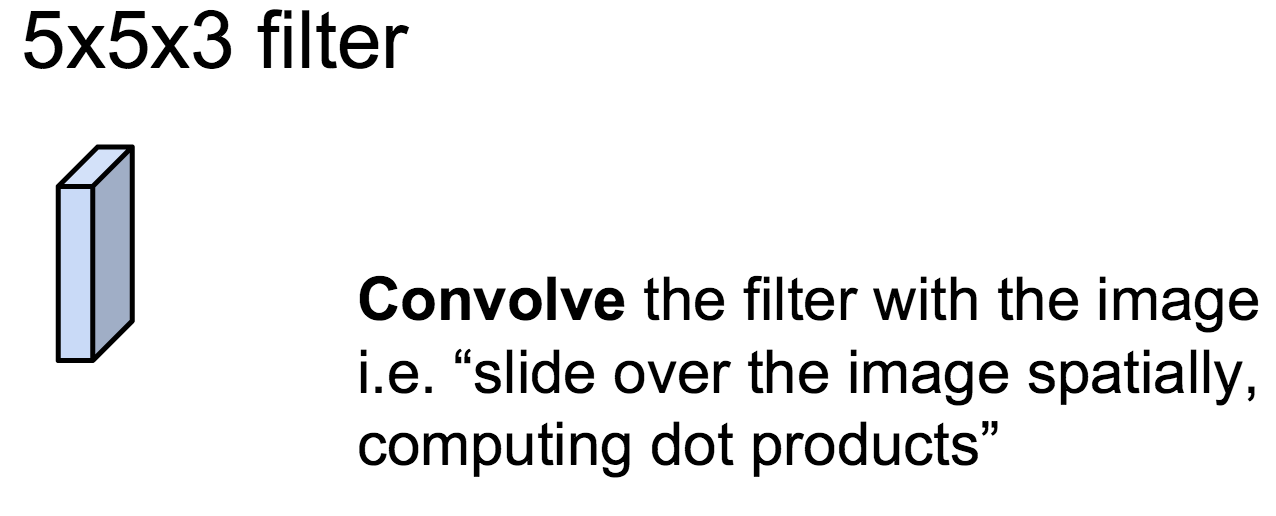 5x5x3 filter
Convolve the filter with the image
i.e. “slide over the image spatially,
computing dot products”